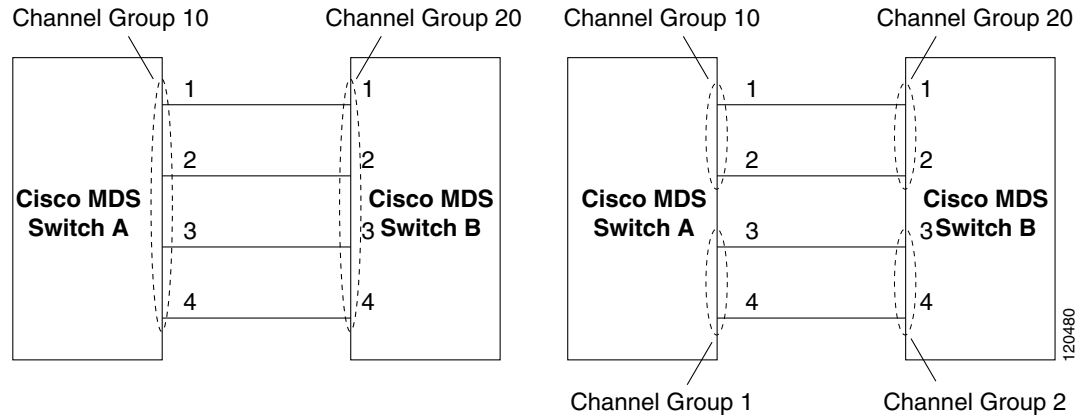 Channel Group 10
Channel Group 20
1
1
2
2
Cisco MDS
Switch A
Cisco MDS
Switch B
3
3
4
4
Channel Group 10
Channel Group 20
1
1
2
2
Cisco MDS
Switch A
Cisco MDS
Switch B
3
3
4
4
Channel Group 1
Channel Group 2
120480